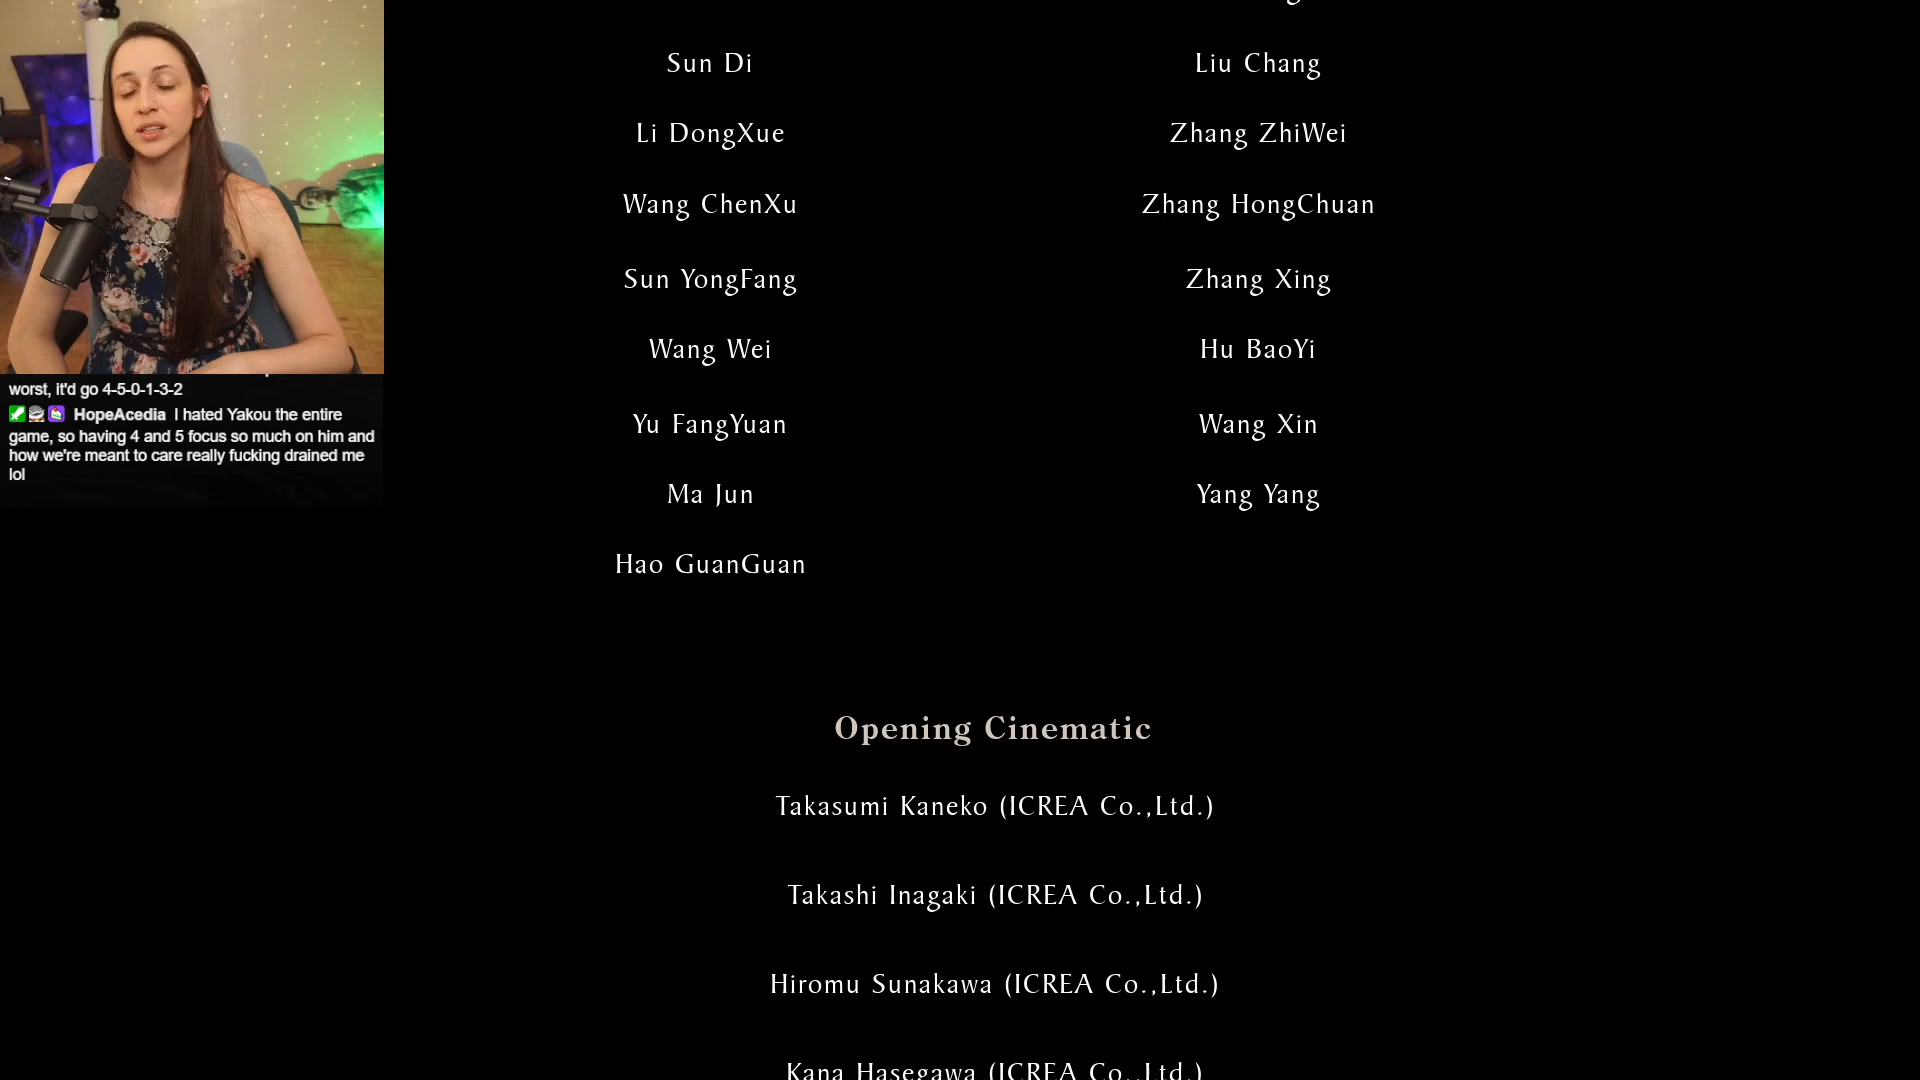 Sun Di
Liu Chang
Li DongXue
Zhang ZhiWei
Wang ChenXu
Zhang HongChuan
Sun YongFang
Zhang Xing
Wang Wei
Hu BaoYi
Yu FangYuan
Wang Xin
Ma Jun
Yang Yang
Hao GuanGuan
worst, it'd go 4-5-0-1-3-2
HopeAcedia I hated Yakou the entire
game, so having 4 and 5 focus so much on him and
how we're meant to care really fucking drained me
lol
Opening Cinematic
Takasumi Kaneko (ICREA Co.,Ltd.)
Takashi Inagaki (ICREA Co.,Ltd.)
Hiromu Sunakawa (ICREA Co.,Ltd.)
Kana Hasegawa (ICREA Co.,Ltd.)